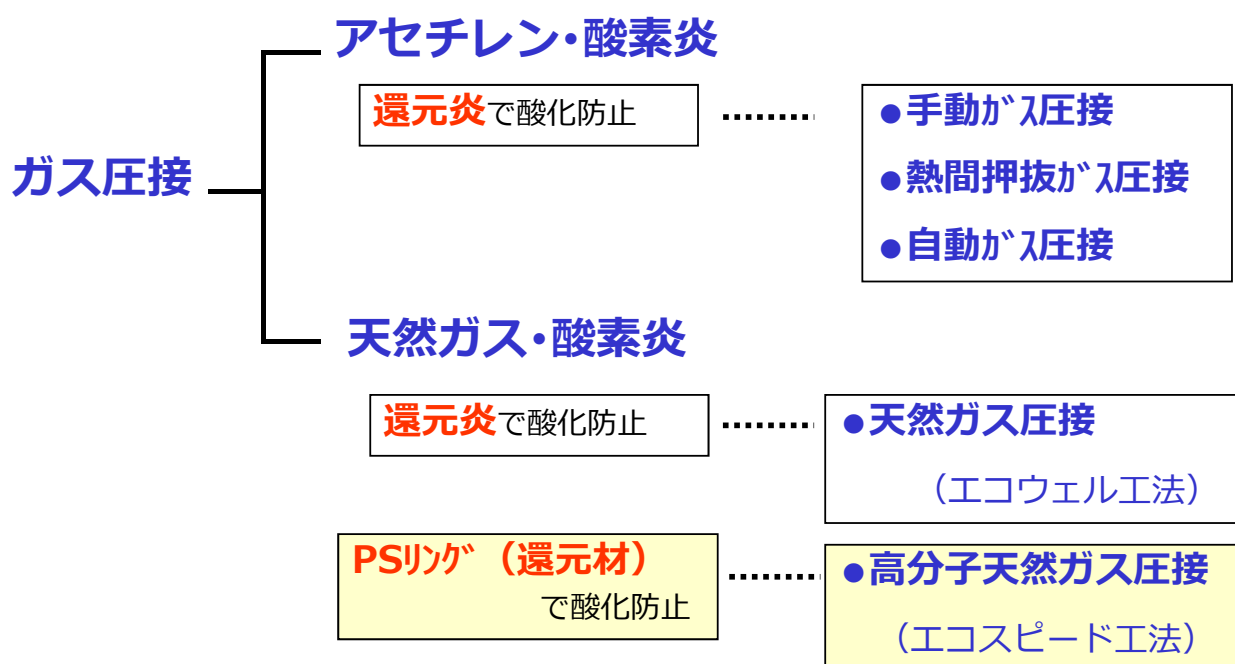 アセチレン・酸素炎
還元炎で酸化防止
●手動ｶﾞｽ圧接
ガス圧接
●熱間押抜ｶﾞｽ圧接
●自動ｶﾞｽ圧接
天然ガス・酸素炎
還元炎で酸化防止
●天然ガス圧接
（エコウェル工法）
PSﾘﾝｸﾞ（還元材）
で酸化防止
●高分子天然ガス圧接
（エコスピード工法）